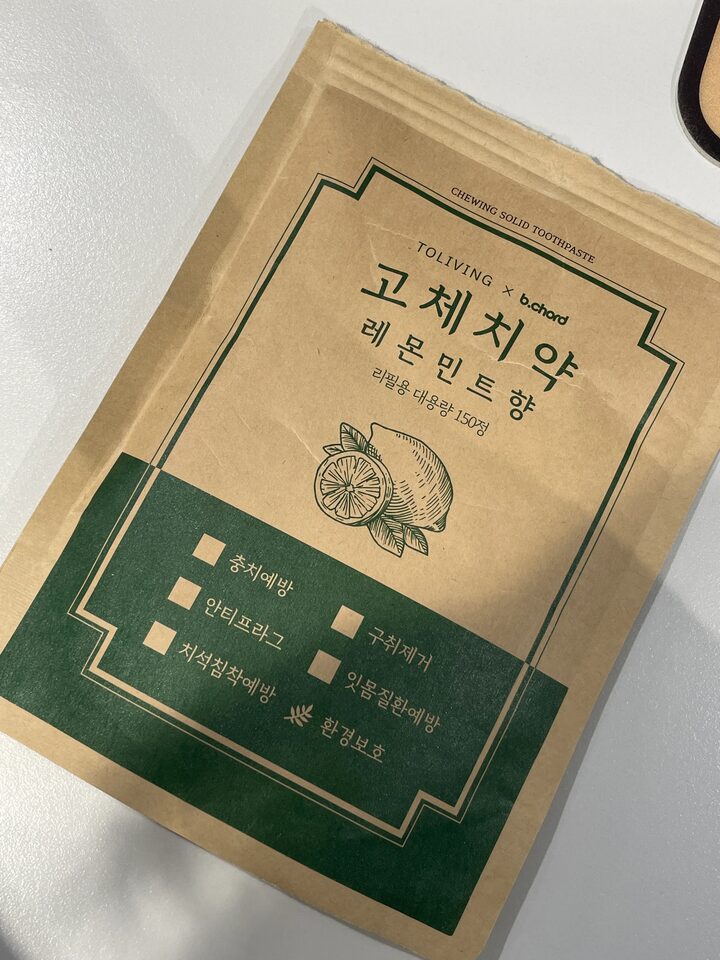 CHEWING SOLID TOOTHPASTE
TOLIVING × b.chord
고체치약
레몬민트향
리필용 대용량 150정
충치예방
안티프라그
치석침착예방
구취제거
잇몸질환예방
환경보호